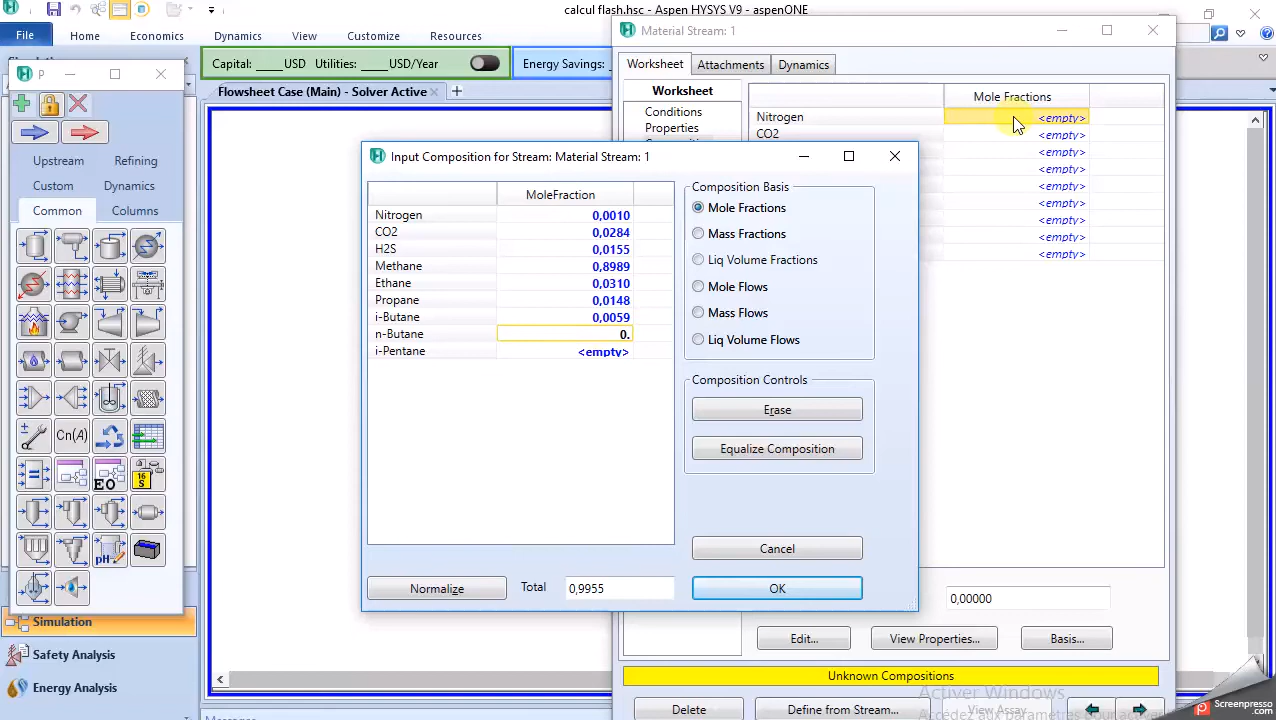 calcul flash.hsc - Aspen HYSYS V9 - aspenONE
File Home Economics Dynamics View Customize Resources
Capital: ____USD Utilities: ____USD/Year
Energy Savings:
Flowsheet Case (Main) - Solver Active
P
Upstream Refining
Custom Dynamics
Common Columns
Cn(A)
EO
16
S
pH
Simulation
Safety Analysis
Energy Analysis
Material Stream: 1
Worksheet Attachments Dynamics
Worksheet
Conditions
Properties
Mole Fractions
Nitrogen <empty>
CO2 <empty>
<empty>
<empty>
<empty>
<empty>
<empty>
<empty>
<empty>
Input Composition for Stream: Material Stream: 1
MoleFraction
Nitrogen 0,0010
CO2 0,0284
H2S 0,0155
Methane 0,8989
Ethane 0,0310
Propane 0,0148
i-Butane 0,0059
n-Butane 0.
i-Pentane <empty>
Composition Basis
Mole Fractions
Mass Fractions
Liq Volume Fractions
Mole Flows
Mass Flows
Liq Volume Flows
Composition Controls
Erase
Equalize Composition
Cancel
Normalize Total 0,9955 OK
0,00000
Edit... View Properties... Basis...
Unknown Compositions
Activer Windows
Delete Define from Stream... View Assay
Screenpresso
.com